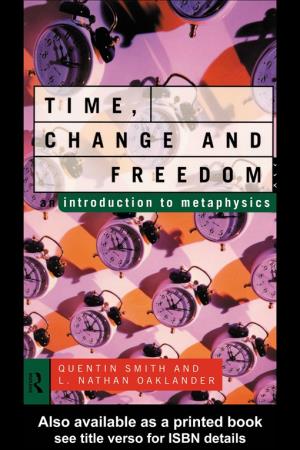 TIME,
CHANGE AND
FREEDOM
an introduction to metaphysics
QUENTIN SMITH AND
L. NATHAN OAKLANDER
Also available as a printed book
see title verso for ISBN details